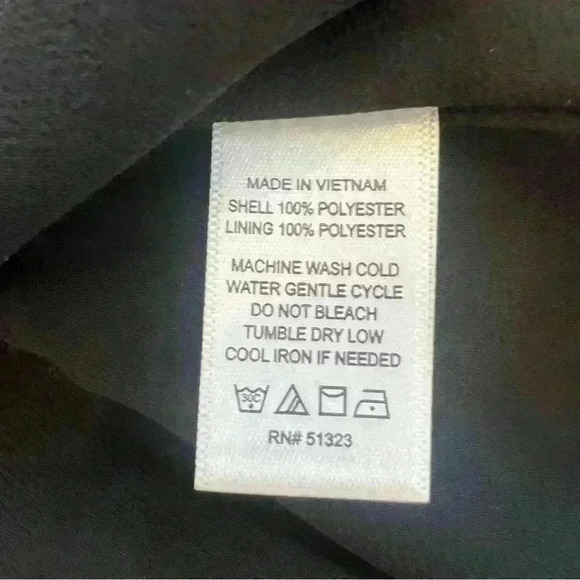 MADE IN VIETNAM
SHELL 100% POLYESTER
LINING 100% POLYESTER
MACHINE WASH COLD
WATER GENTLE CYCLE
DO NOT BLEACH
TUMBLE DRY LOW
COOL IRON IF NEEDED
30C
RN# 51323